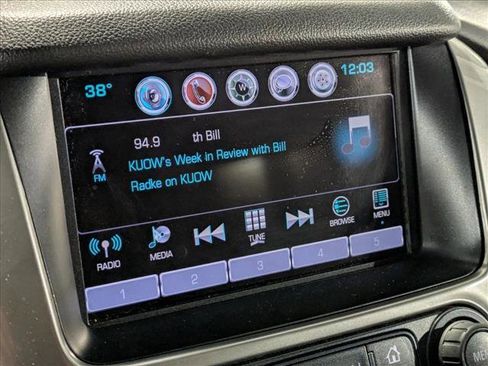 38°
W
12:03
94.9 th Bill
FM
KUOW's Week in Review with Bill
Radke on KUOW
RADIO MEDIA TUNE BROWSE MENU
1 2 3 4 5
MENU